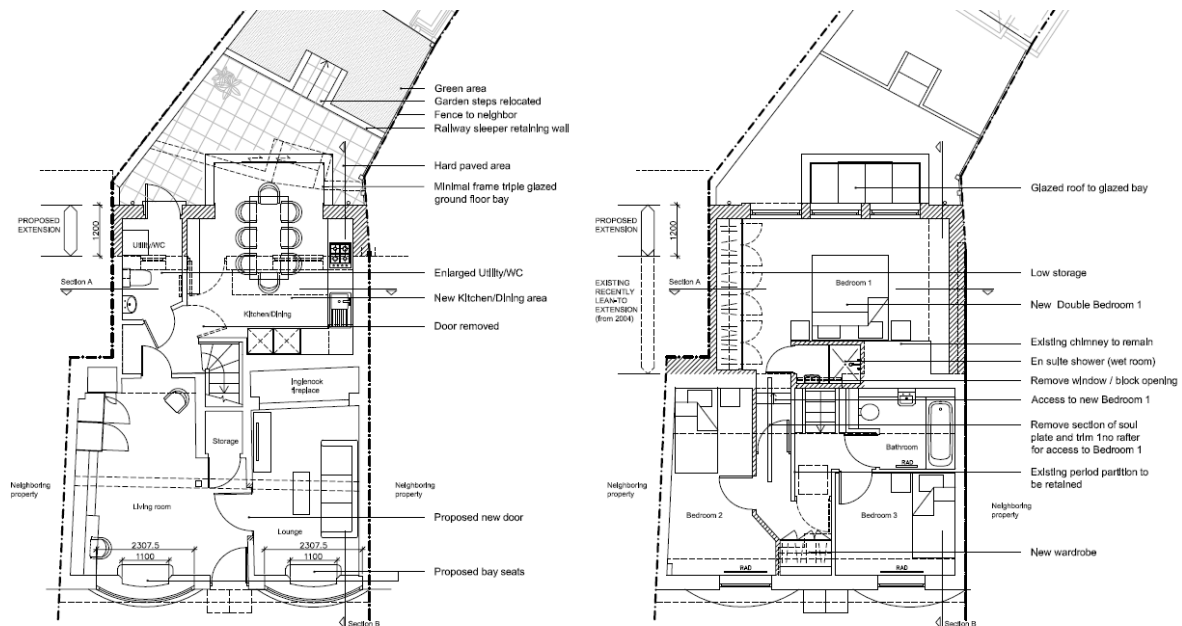 Green area
Garden steps relocated
Fence to neighbor
Railway sleeper retaining wall
Hard paved area
Minimal frame triple glazed
ground floor bay
PROPOSED
EXTENSION
1200
Utility/WC
Section A
Enlarged Utility/WC
New Kitchen/Dining area
Kitchen/Dining
Door removed
Inglenook
fireplace
Storage
Neighboring
property
Neighboring
property
Living room
Lounge
Proposed new door
2307.5
1100
2307.5
1100
Proposed bay seats
Section B
Glazed roof to glazed bay
PROPOSED
EXTENSION
1200
EXISTING
RECENTLY
LEAN-TO
EXTENSION
(from 2004)
Section A
Bedroom 1
Low storage
New Double Bedroom 1
Existing chimney to remain
En suite shower (wet room)
Remove window / block opening
Access to new Bedroom 1
Remove section of soul
plate and trim 1no rafter
for access to Bedroom 1
Bathroom
RAD
Existing period partition to
be retained
Neighboring
property
Neighboring
property
Bedroom 2
Bedroom 3
New wardrobe
RAD
RAD
Section B